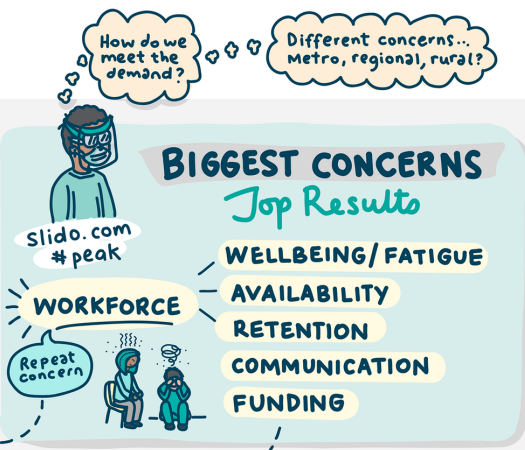 How do we
meet the
demand?
Different concerns...
Metro, regional, rural?
BIGGEST CONCERNS
Top Results
slido.com
#peak
WORKFORCE
Repeat
concern
WELLBEING/FATIGUE
AVAILABILITY
RETENTION
COMMUNICATION
FUNDING